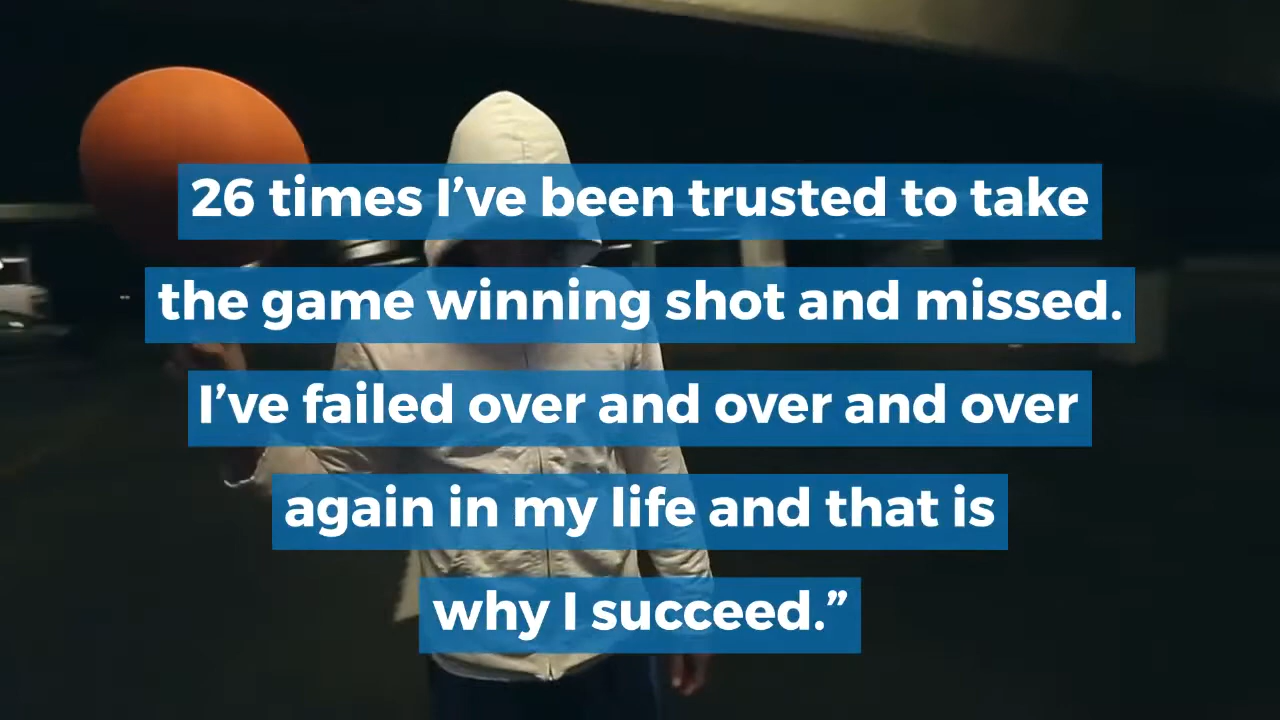 26 times I’ve been trusted to take
the game winning shot and missed.
I’ve failed over and over and over
again in my life and that is
why I succeed.”